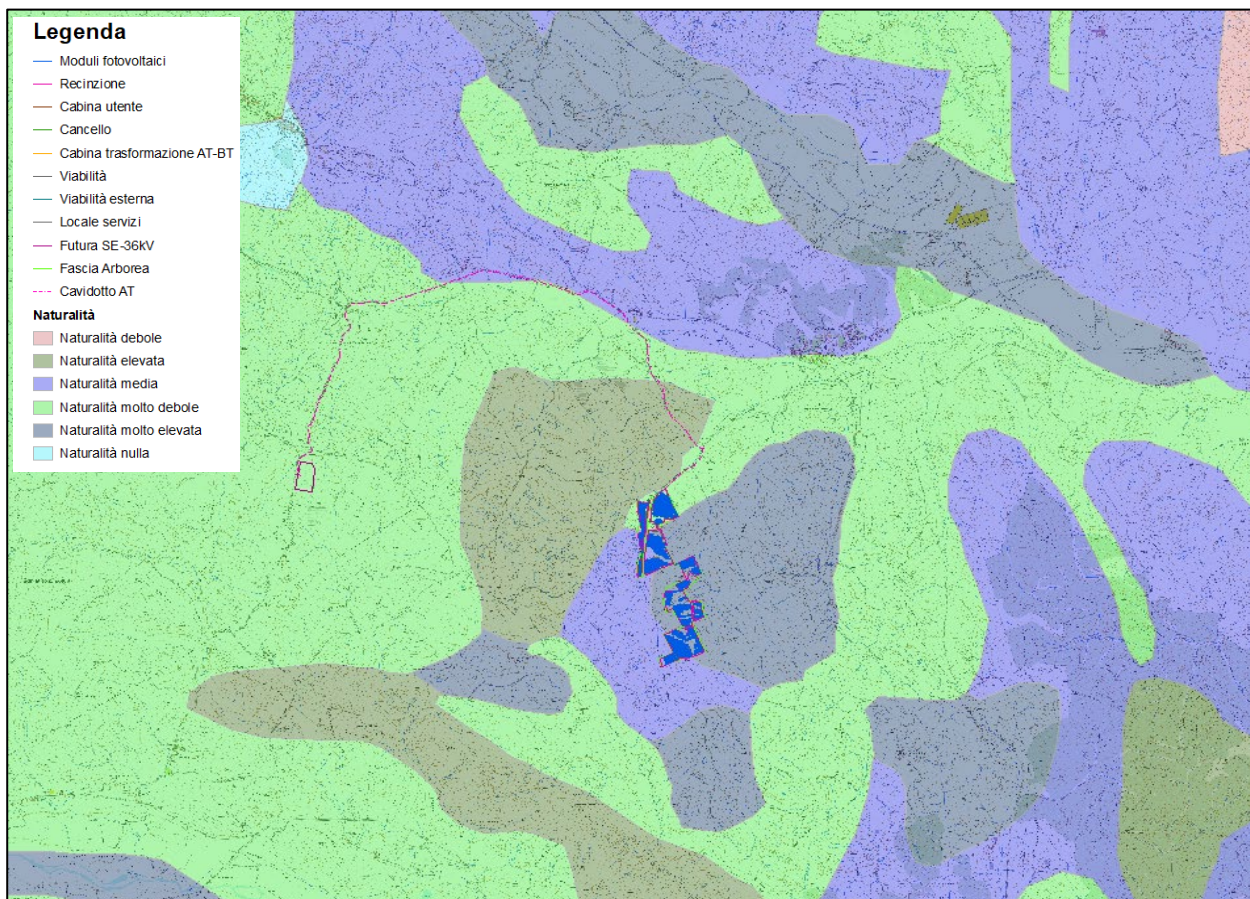 Legenda
Moduli fotovoltaici
Recinzione
Cabina utente
Cancello
Cabina trasformazione AT-BT
Viabilità
Viabilità esterna
Locale servizi
Futura SE-36kV
Fascia Arborea
Cavidotto AT
Naturalità
Naturalità debole
Naturalità elevata
Naturalità media
Naturalità molto debole
Naturalità molto elevata
Naturalità nulla